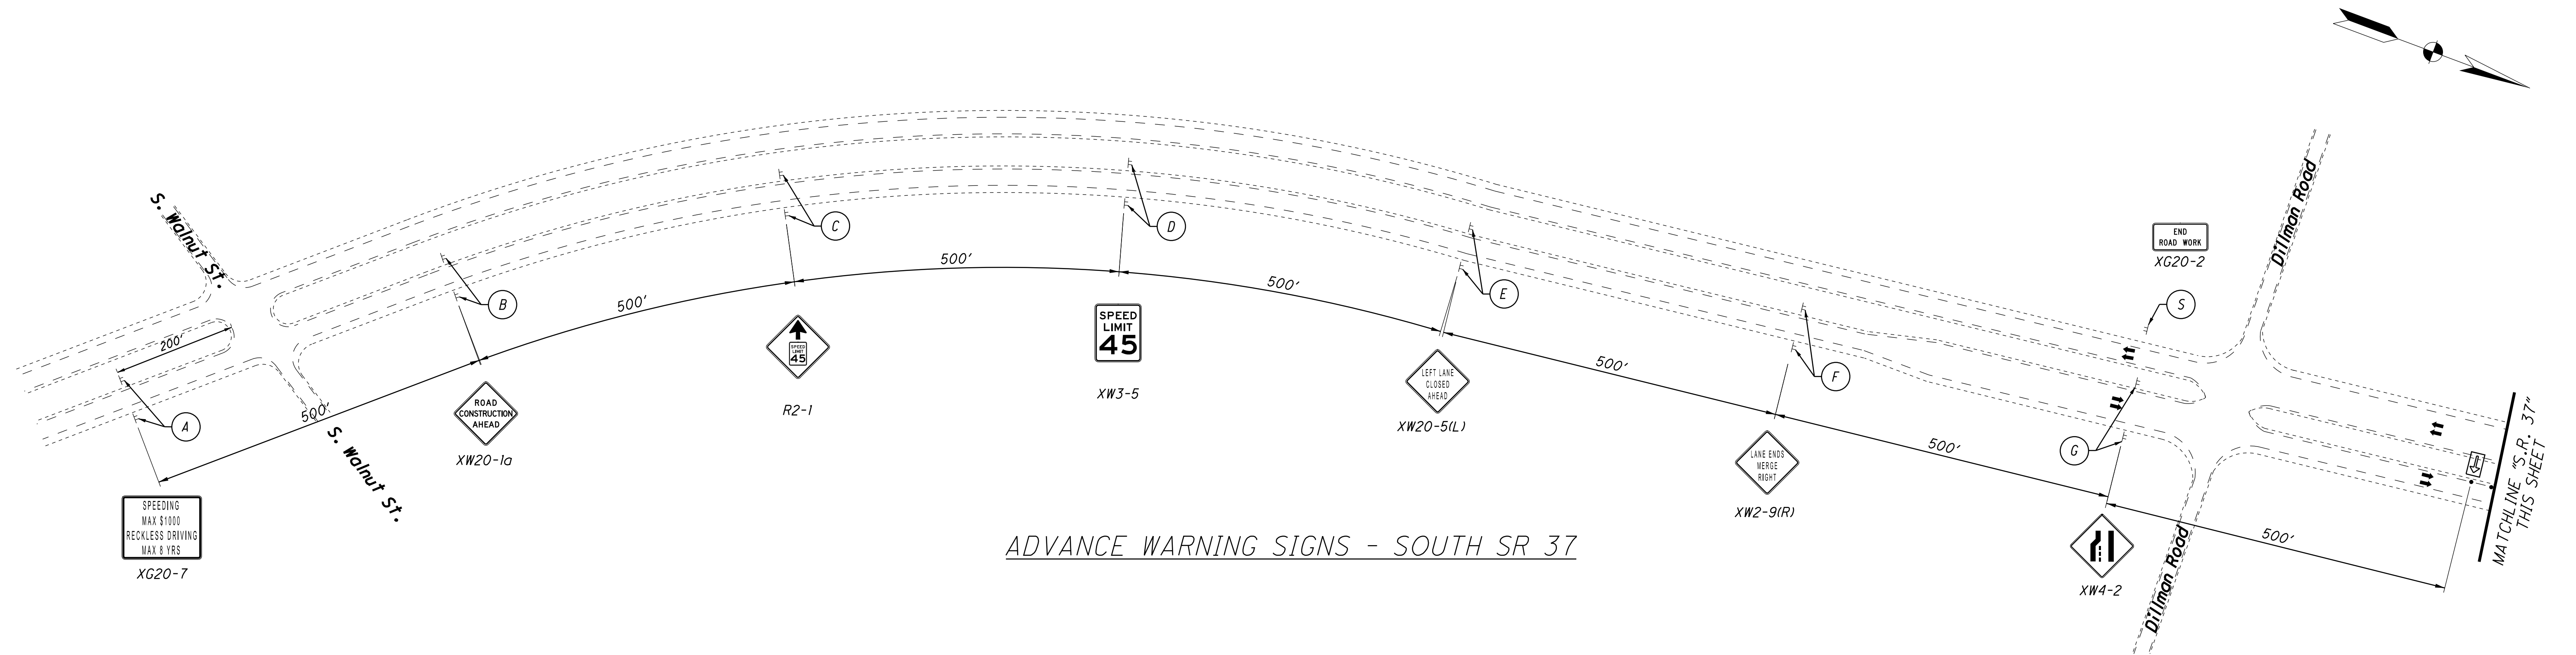 S. Walnut St.
200'
A
500'
SPEEDING
MAX $1000
RECKLESS DRIVING
MAX 8 YRS
XG20-7
S. Walnut St.
B
ROAD
CONSTRUCTION
AHEAD
XW20-1a
500'
C
SPEED
LIMIT
45
R2-1
500'
D
SPEED
LIMIT
45
XW3-5
500'
E
LEFT LANE
CLOSED
AHEAD
XW20-5(L)
500'
F
LANE ENDS
MERGE
RIGHT
XW2-9(R)
500'
END
ROAD WORK
XG20-2
S
G
XW4-2
Dillman Road
Dillman Road
500'
MATCHLINE "S.R. 37"
THIS SHEET
ADVANCE WARNING SIGNS - SOUTH SR 37